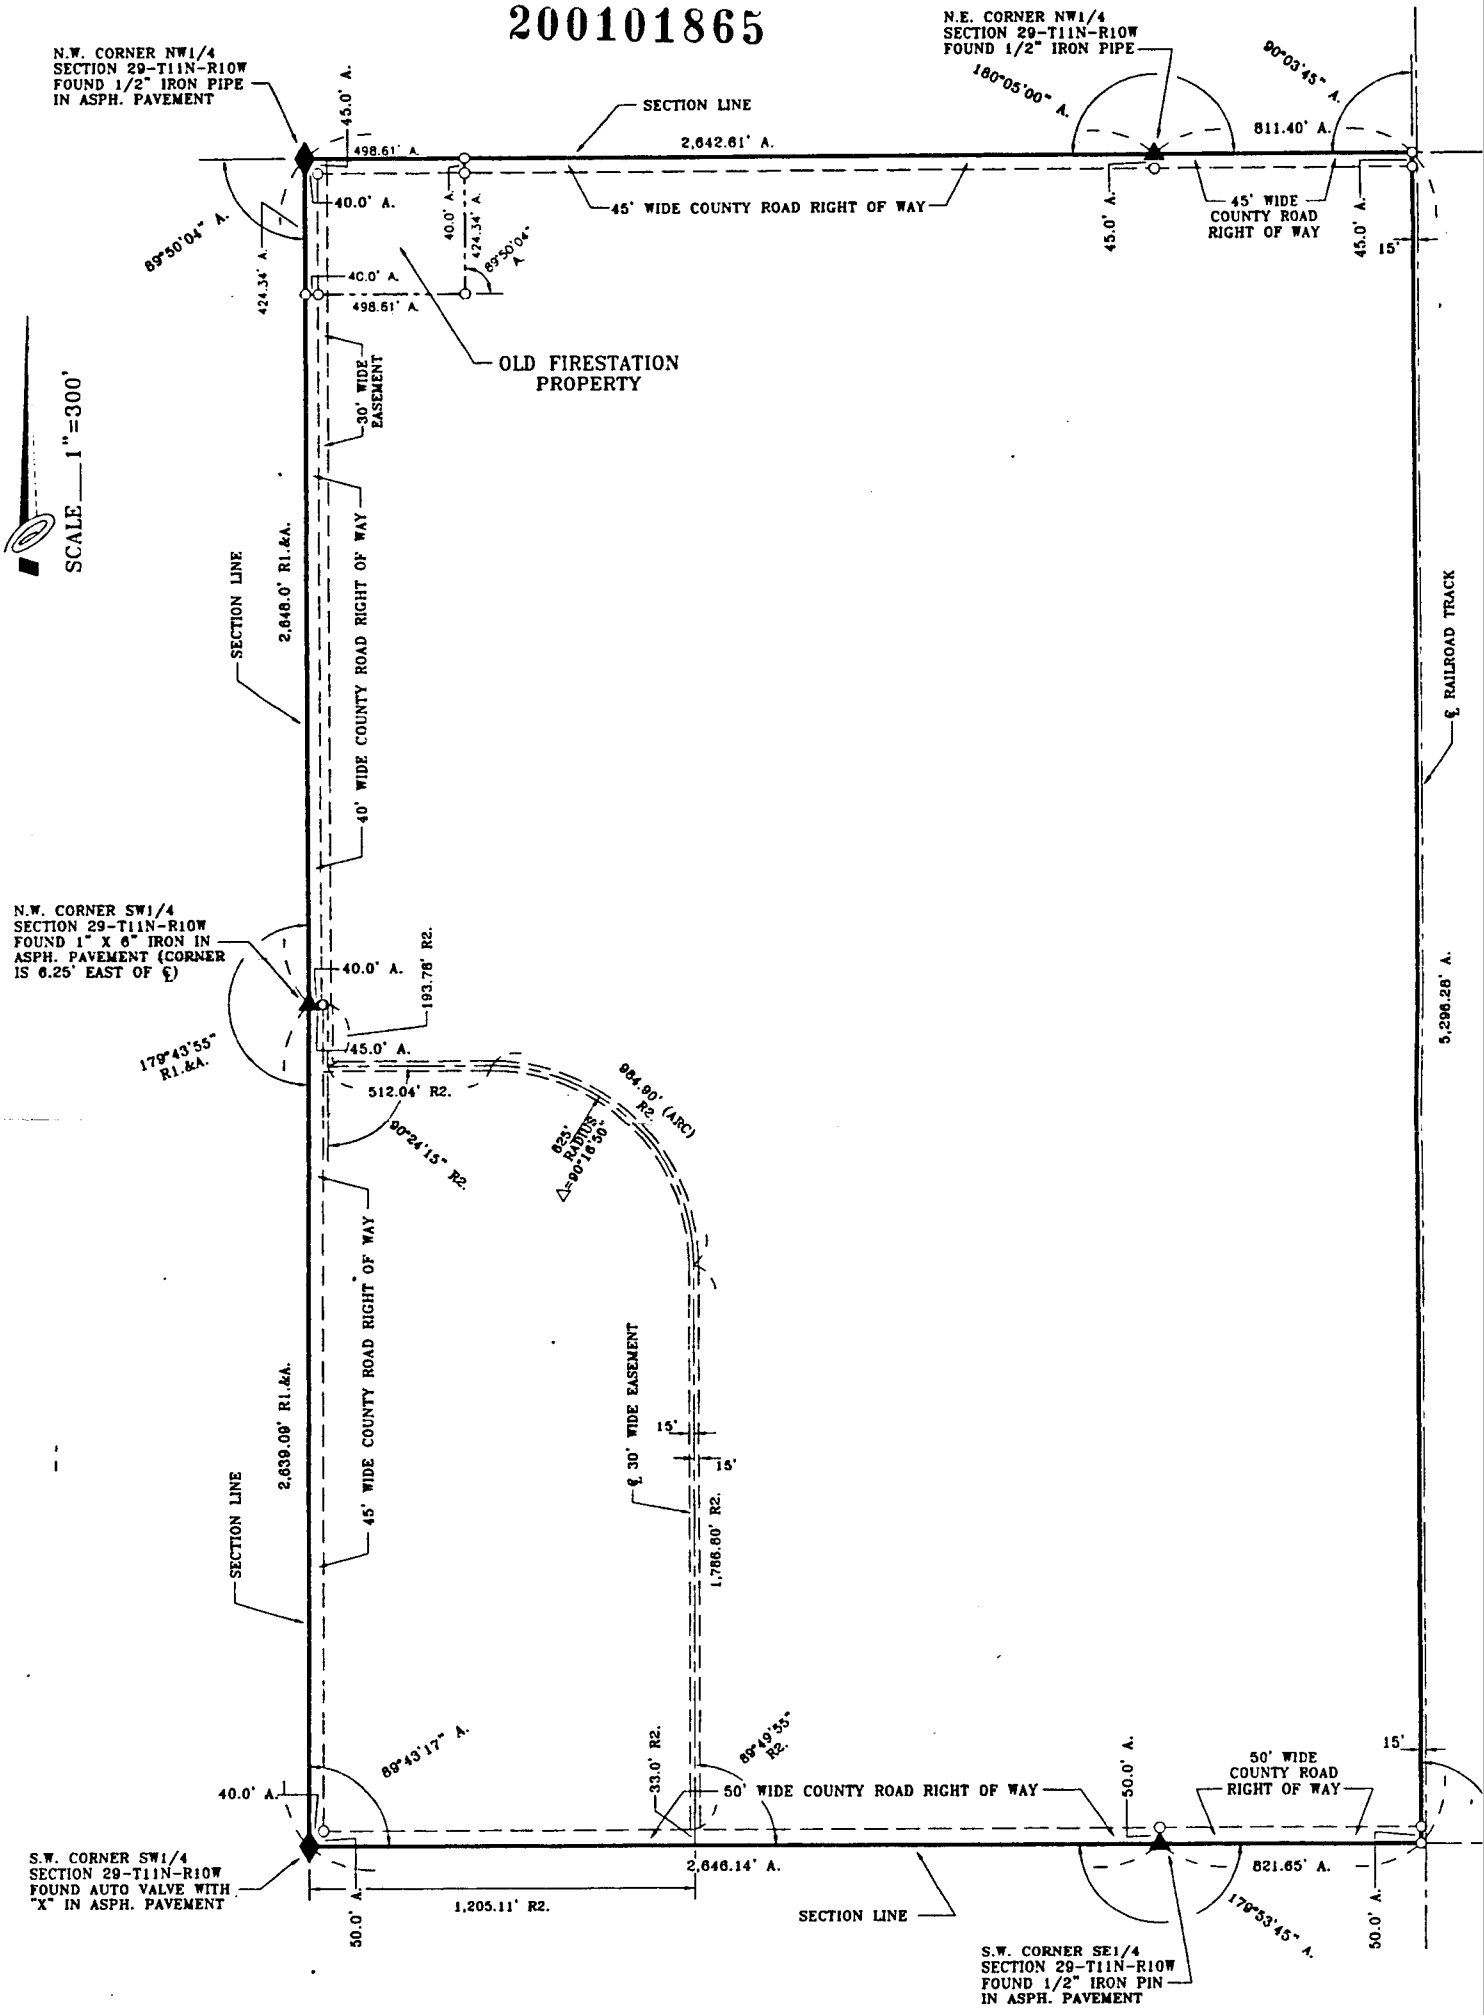 200101865
N.W. CORNER NW1/4
SECTION 29-T11N-R10W
FOUND 1/2" IRON PIPE
IN ASPH. PAVEMENT
N.E. CORNER NW1/4
SECTION 29-T11N-R10W
FOUND 1/2" IRON PIPE
45.0' A.
SECTION LINE
180°05'00" A.
90°03'45" A.
498.61' A.
2,642.61' A.
811.40' A.
40.0' A.
40.0' A.
424.34' A.
45' WIDE COUNTY ROAD RIGHT OF WAY
45.0' A.
45' WIDE
COUNTY ROAD
RIGHT OF WAY
45.0' A.
15'
89°50'04" A.
424.34' A.
89°50'04"
A.
40.0' A.
498.61' A.
OLD FIRESTATION
PROPERTY
30' WIDE
EASEMENT
SCALE 1"=300'
SECTION LINE
2,648.0' R1.&A.
40' WIDE COUNTY ROAD RIGHT OF WAY
℄ RAILROAD TRACK
N.W. CORNER SW1/4
SECTION 29-T11N-R10W
FOUND 1" X 6" IRON IN
ASPH. PAVEMENT (CORNER
IS 6.25' EAST OF ℄)
40.0' A.
193.78' R2.
5,296.28' A.
179°43'55"
R1.&A.
45.0' A.
512.04' R2.
984.90' (ARC)
R2.
625'
RADIUS
△=90°16'50"
90°24'15" R2.
45' WIDE COUNTY ROAD RIGHT OF WAY
2,639.09' R1.&A.
℄ 30' WIDE EASEMENT
15'
15'
SECTION LINE
1,786.60' R2.
89°43'17" A.
33.0' R2.
89°49'55"
R2.
50.0' A.
15'
40.0' A.
50' WIDE COUNTY ROAD RIGHT OF WAY
50' WIDE
COUNTY ROAD
RIGHT OF WAY
S.W. CORNER SW1/4
SECTION 29-T11N-R10W
FOUND AUTO VALVE WITH
"X" IN ASPH. PAVEMENT
2,646.14' A.
821.65' A.
50.0' A.
1,205.11' R2.
SECTION LINE
179°53'45" A.
50.0' A.
S.W. CORNER SE1/4
SECTION 29-T11N-R10W
FOUND 1/2" IRON PIN
IN ASPH. PAVEMENT